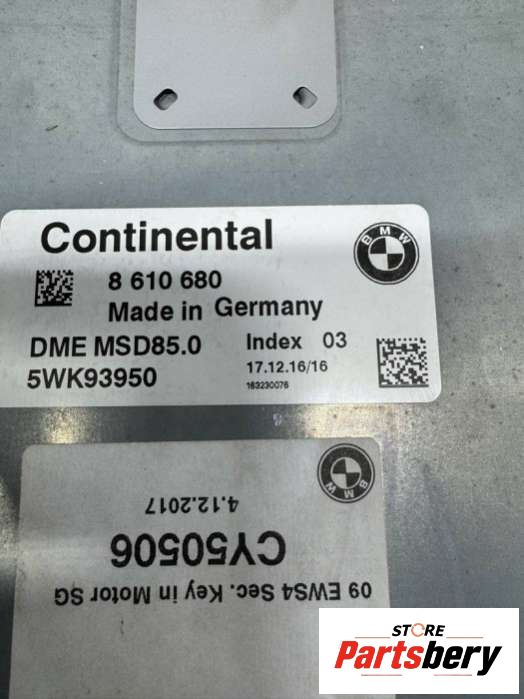 Continental
BMW
8 610 680
Made in Germany
DME MSD85.0
Index 03
5WK93950
17.12.16/16
163230076
09 EWS4 Sec. Key in Motor SG
CY50506
4.12.2017
BMW
STORE
Partsbery